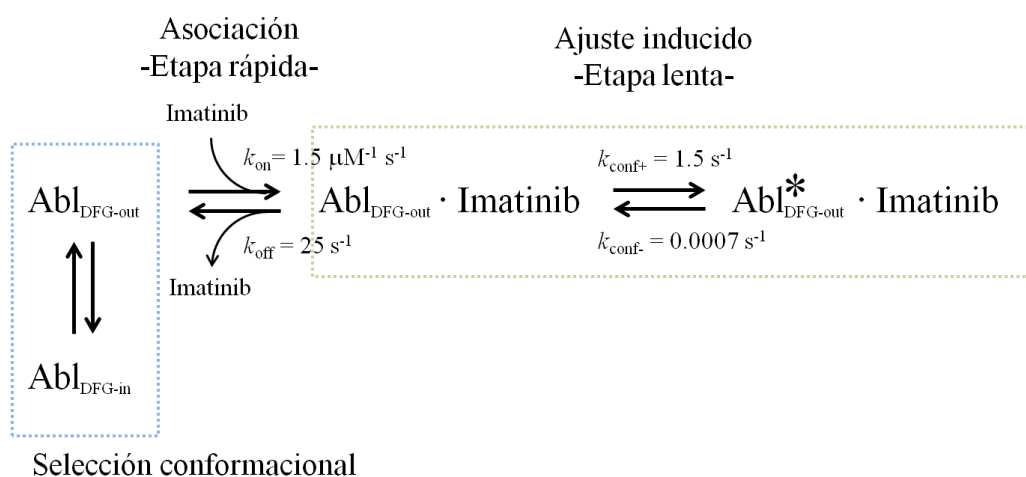 Asociación
-Etapa rápida-
Ajuste inducido
-Etapa lenta-
Imatinib
kon= 1.5 μM-1 s-1
kconf+ = 1.5 s-1
AblDFG-out
AblDFG-out · Imatinib
Abl*DFG-out · Imatinib
koff = 25 s-1
kconf- = 0.0007 s-1
Imatinib
AblDFG-in
Selección conformacional